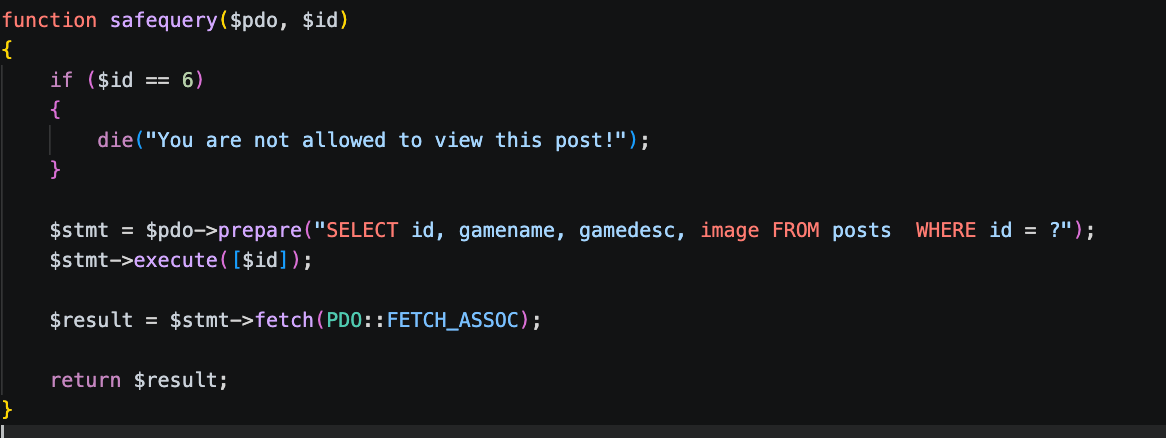 function safequery($pdo, $id)
{
    if ($id == 6)
    {
        die("You are not allowed to view this post!");
    }

    $stmt = $pdo->prepare("SELECT id, gamename, gamedesc, image FROM posts  WHERE id = ?");
    $stmt->execute([$id]);

    $result = $stmt->fetch(PDO::FETCH_ASSOC);

    return $result;
}